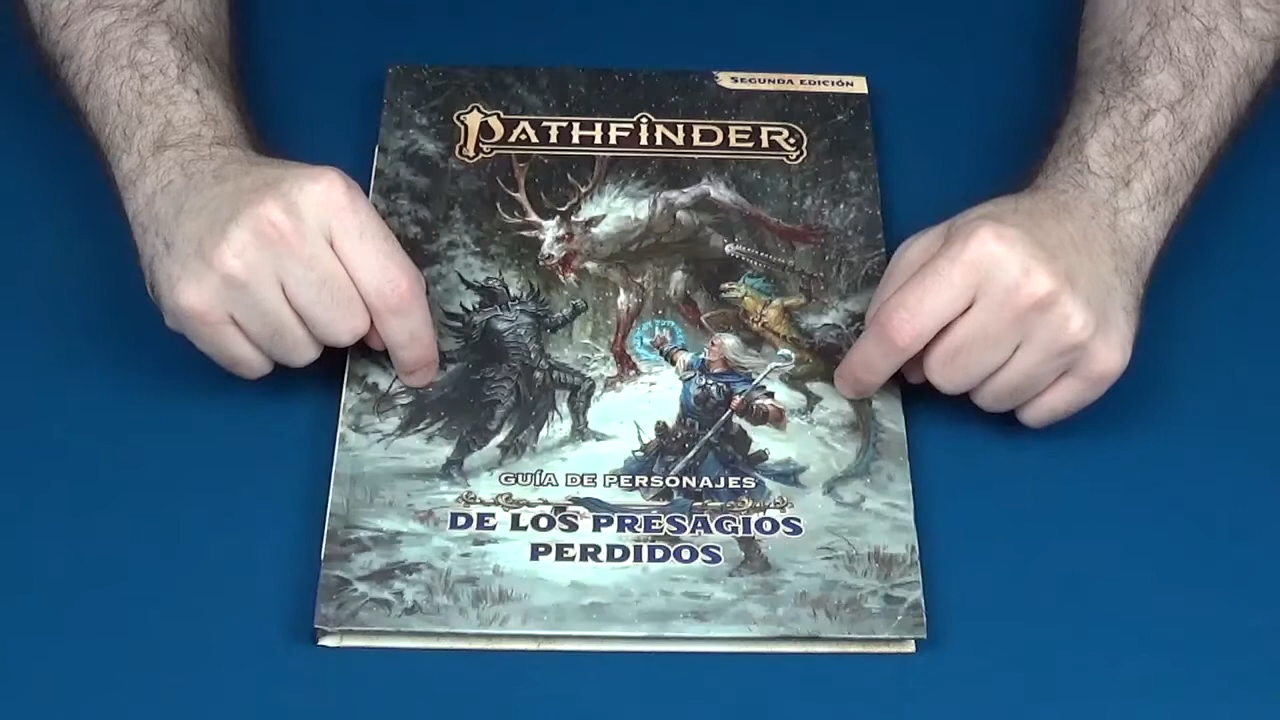 SEGUNDA EDICIÓN
PATHFINDER
GUÍA DE PERSONAJES
DE LOS PRESAGIOS
PERDIDOS